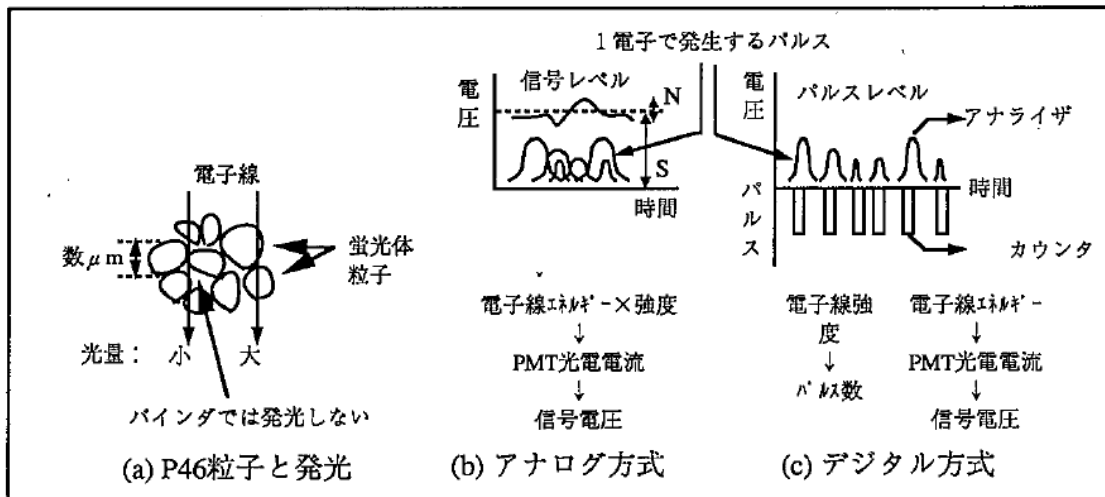 1電子で発生するパルス
電圧
信号レベル
N
S
時間
電圧
パルスレベル
アナライザ
時間
パルス
カウンタ
電子線
数μm
蛍光体
粒子
光量: 小 大
バインダでは発光しない
(a) P46粒子と発光
電子線エネルギー×強度
↓
PMT光電電流
↓
信号電圧
(b) アナログ方式
電子線強
度
↓
パルス数
電子線エネルギー
↓
PMT光電電流
↓
信号電圧
(c) デジタル方式